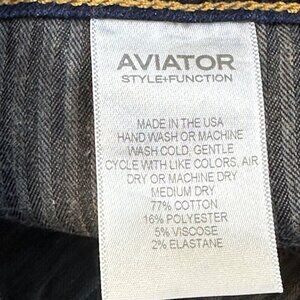 AVIATOR
STYLE+FUNCTION
MADE IN THE USA
HAND WASH OR MACHINE
WASH COLD, GENTLE
CYCLE WITH LIKE COLORS, AIR
DRY OR MACHINE DRY
MEDIUM DRY
77% COTTON
16% POLYESTER
5% VISCOSE
2% ELASTANE